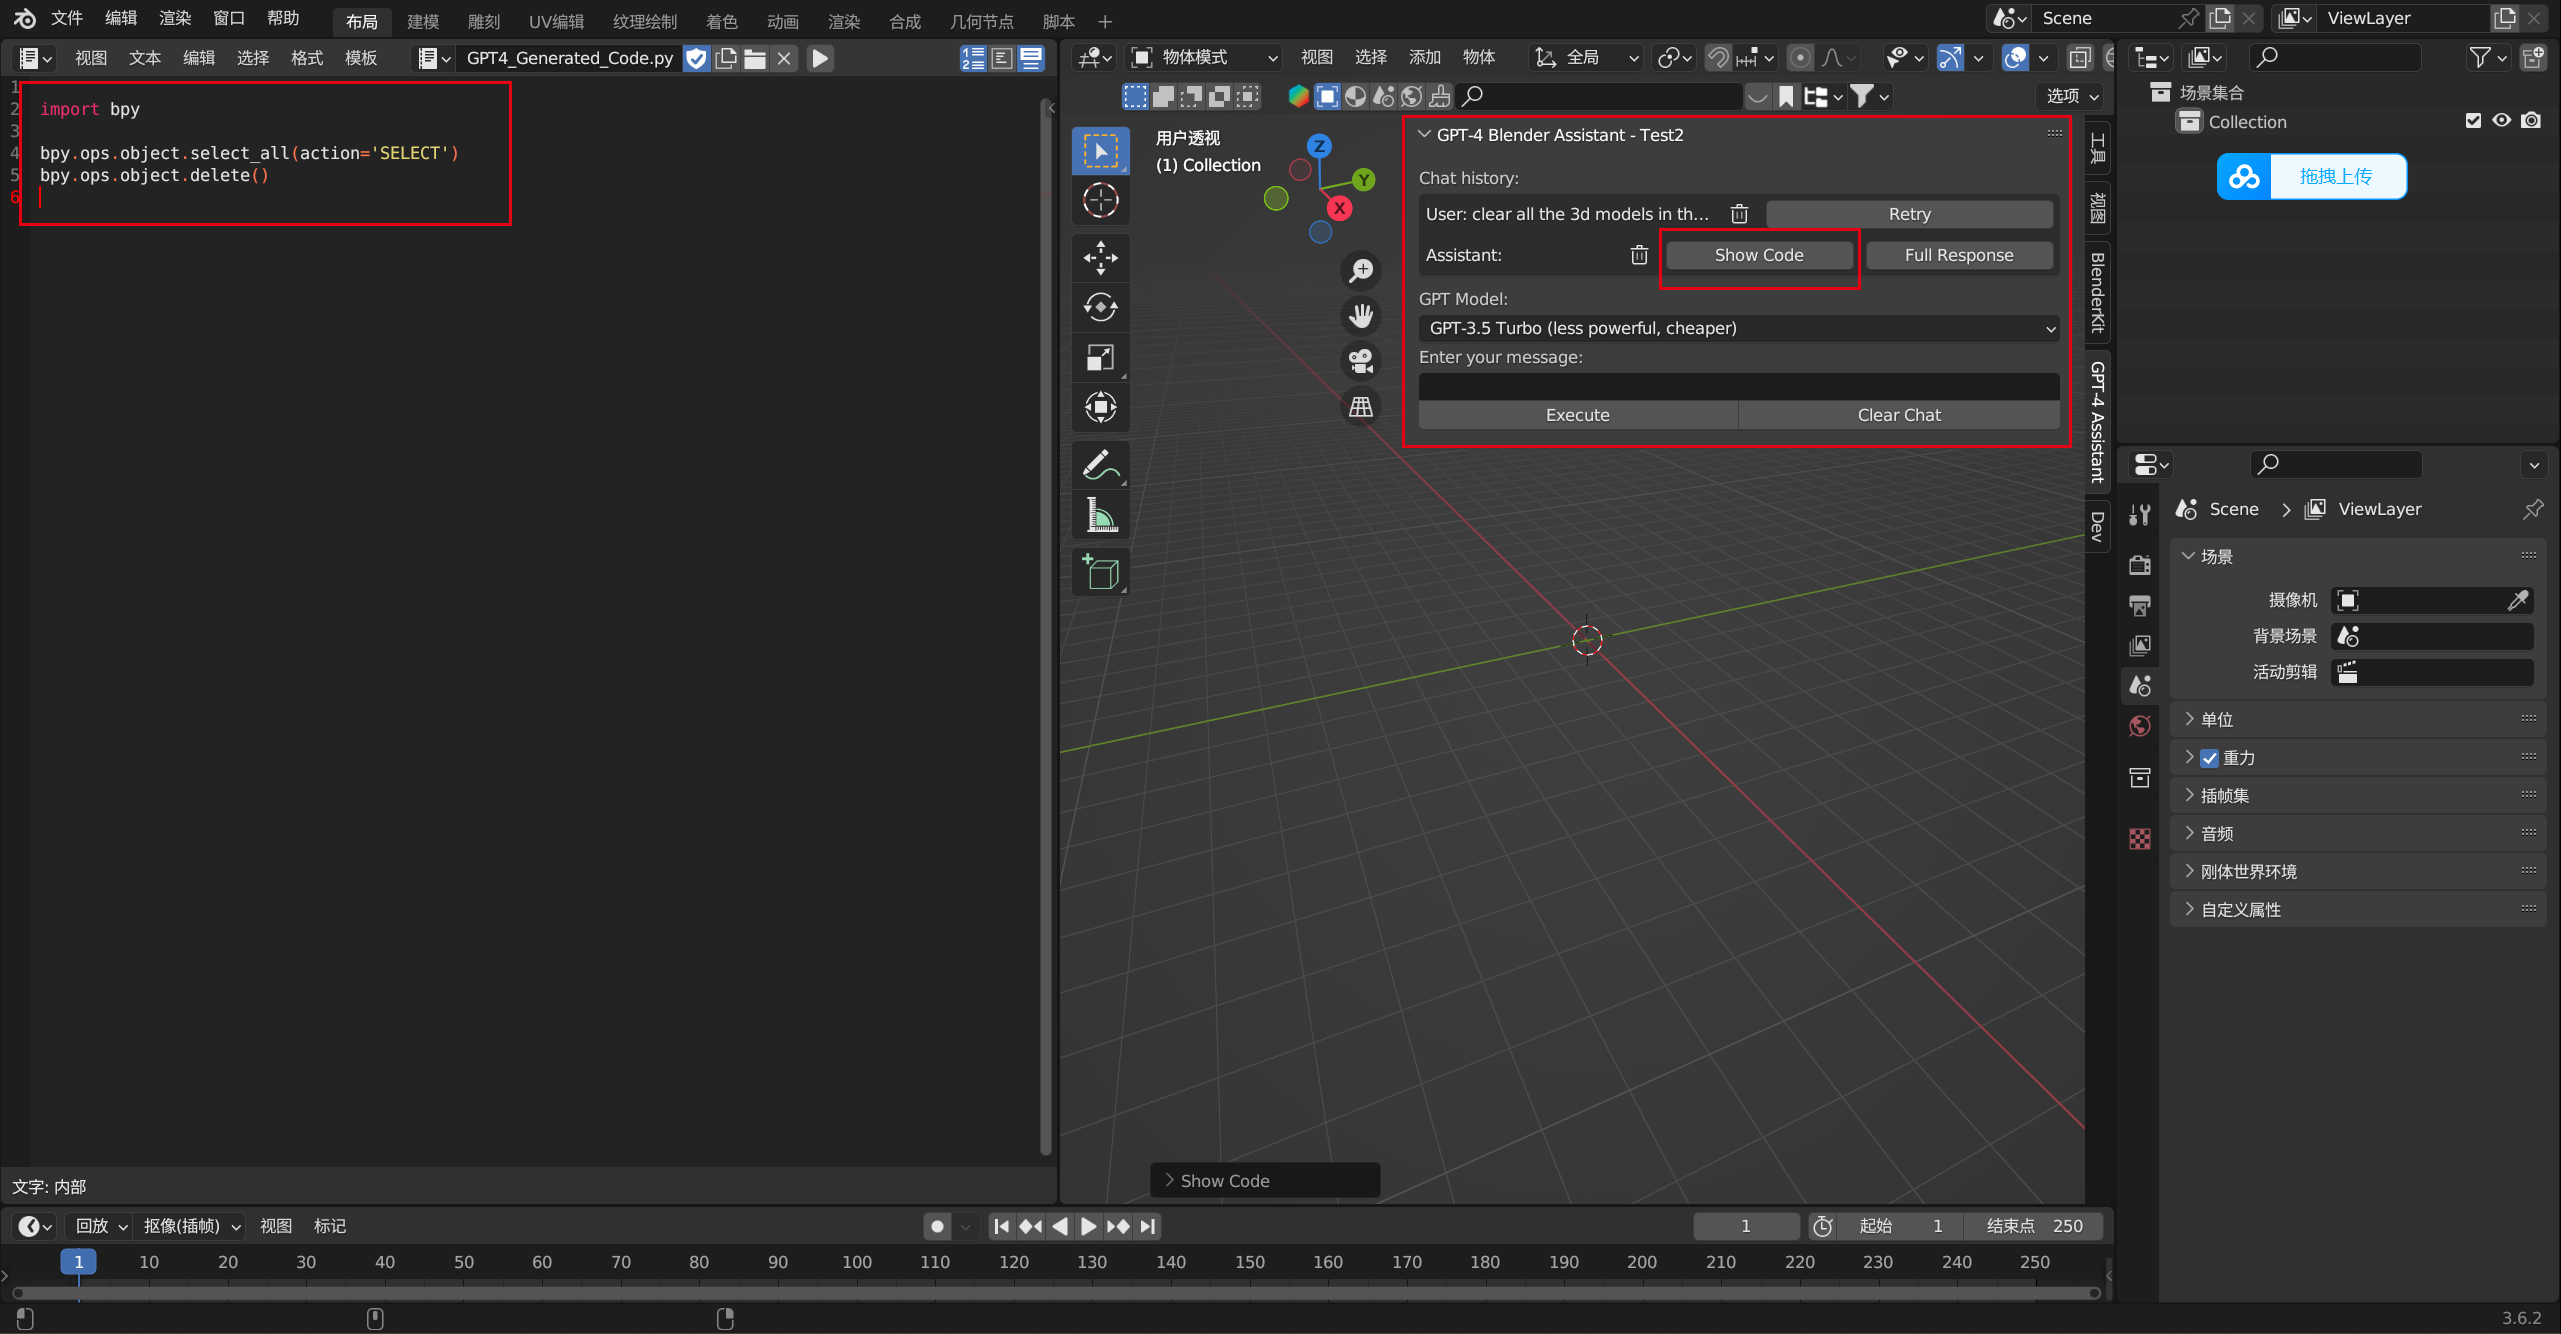 文件 编辑 渲染 窗口 帮助 布局 建模 雕刻 UV编辑 纹理绘制 着色 动画 渲染 合成 几何节点 脚本 + Scene ViewLayer
视图 文本 编辑 选择 格式 模板 GPT4_Generated_Code.py
物体模式 视图 选择 添加 物体 全局
选项
1
2 import bpy
3
4 bpy.ops.object.select_all(action='SELECT')
5 bpy.ops.object.delete()
6
文字: 内部
用户透视
(1) Collection
Z
Y
X
GPT-4 Blender Assistant - Test2
Chat history:
User: clear all the 3d models in th... Retry
Assistant: Show Code Full Response
GPT Model:
GPT-3.5 Turbo (less powerful, cheaper)
Enter your message:
Execute Clear Chat
工具
视图
BlenderKit
GPT-4 Assistant
Dev
Show Code
场景集合
Collection
拖拽上传
Scene ViewLayer
场景
摄像机
背景场景
活动剪辑
单位
重力
插帧集
音频
刚体世界环境
自定义属性
回放 抠像(插帧) 视图 标记 1 起始 1 结束点 250
1 10 20 30 40 50 60 70 80 90 100 110 120 130 140 150 160 170 180 190 200 210 220 230 240 250
3.6.2